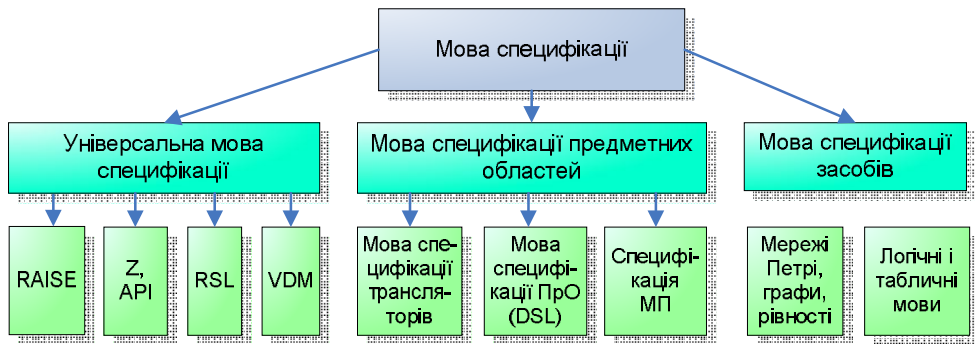 Мова специфікації
Універсальна мова
специфікації
Мова специфікації предметних
областей
Мова специфікації
засобів
RAISE
Z,
API
RSL
VDM
Мова спе-
цифікації
трансля-
торів
Мова
специфі-
кації ПрО
(DSL)
Специфі-
кація
МП
Мережі
Петрі,
графи,
рівності
Логічні і
табличні
мови